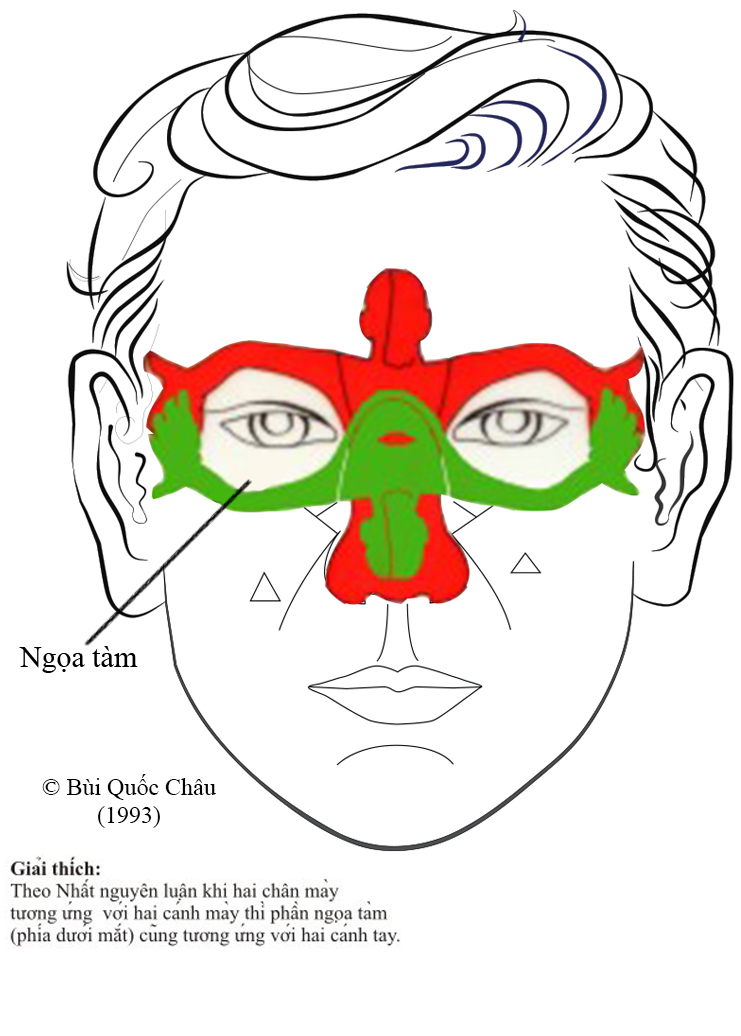 Ngọa tàm
© Bùi Quốc Châu
(1993)
Giải thích:
Theo Nhất nguyên luận khi hai chân mày
tương ứng với hai cánh mày thì phần ngọa tàm
(phía dưới mắt) cũng tương ứng với hai cánh tay.